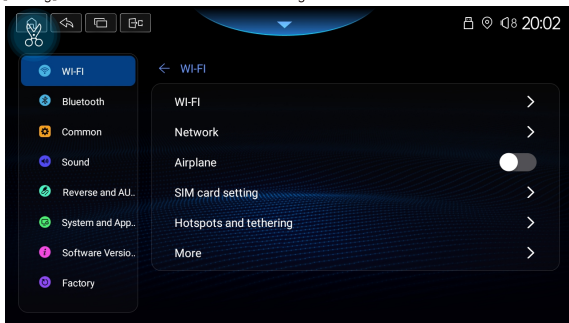 8 20:02
WI-FI
Bluetooth
Common
Sound
Reverse and AU..
System and App..
Software Versio..
Factory
WI-FI
WI-FI
Network
Airplane
SIM card setting
Hotspots and tethering
More